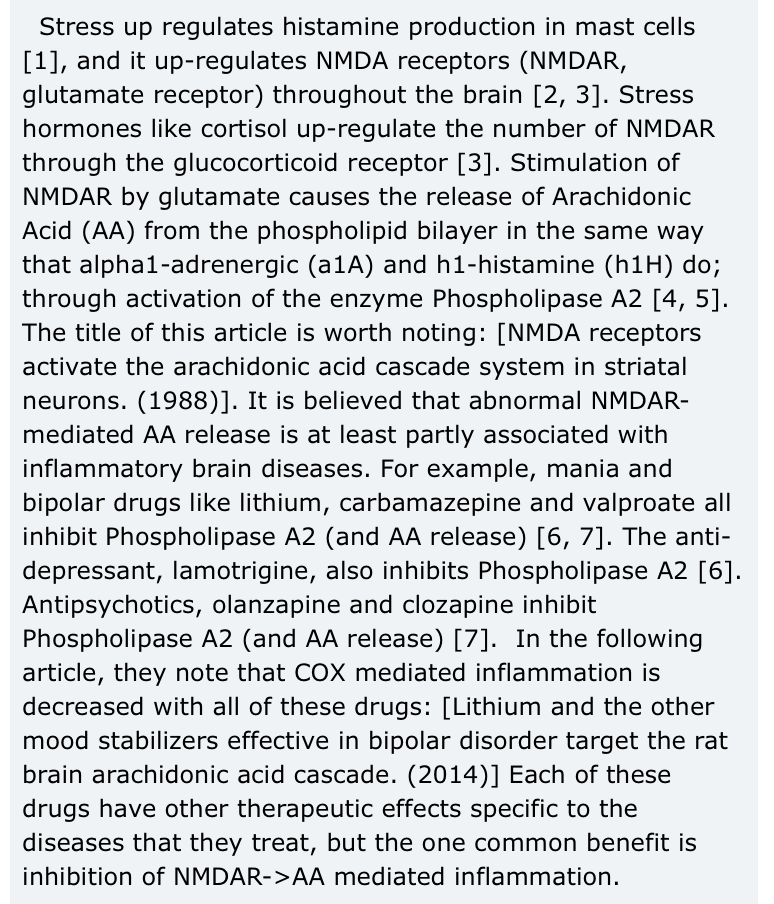 Stress up regulates histamine production in mast cells
[1], and it up-regulates NMDA receptors (NMDAR,
glutamate receptor) throughout the brain [2, 3]. Stress
hormones like cortisol up-regulate the number of NMDAR
through the glucocorticoid receptor [3]. Stimulation of
NMDAR by glutamate causes the release of Arachidonic
Acid (AA) from the phospholipid bilayer in the same way
that alpha1-adrenergic (a1A) and h1-histamine (h1H) do;
through activation of the enzyme Phospholipase A2 [4, 5].
The title of this article is worth noting: [NMDA receptors
activate the arachidonic acid cascade system in striatal
neurons. (1988)]. It is believed that abnormal NMDAR-
mediated AA release is at least partly associated with
inflammatory brain diseases. For example, mania and
bipolar drugs like lithium, carbamazepine and valproate all
inhibit Phospholipase A2 (and AA release) [6, 7]. The anti-
depressant, lamotrigine, also inhibits Phospholipase A2 [6].
Antipsychotics, olanzapine and clozapine inhibit
Phospholipase A2 (and AA release) [7].  In the following
article, they note that COX mediated inflammation is
decreased with all of these drugs: [Lithium and the other
mood stabilizers effective in bipolar disorder target the rat
brain arachidonic acid cascade. (2014)] Each of these
drugs have other therapeutic effects specific to the
diseases that they treat, but the one common benefit is
inhibition of NMDAR->AA mediated inflammation.